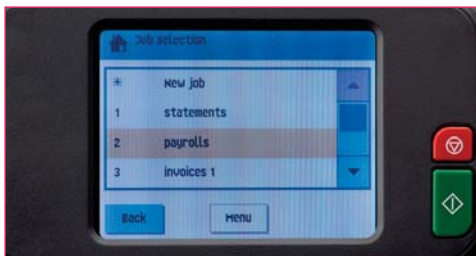 Job selection
* New job
1 statements
2 payrolls
3 invoices 1
Back Menu